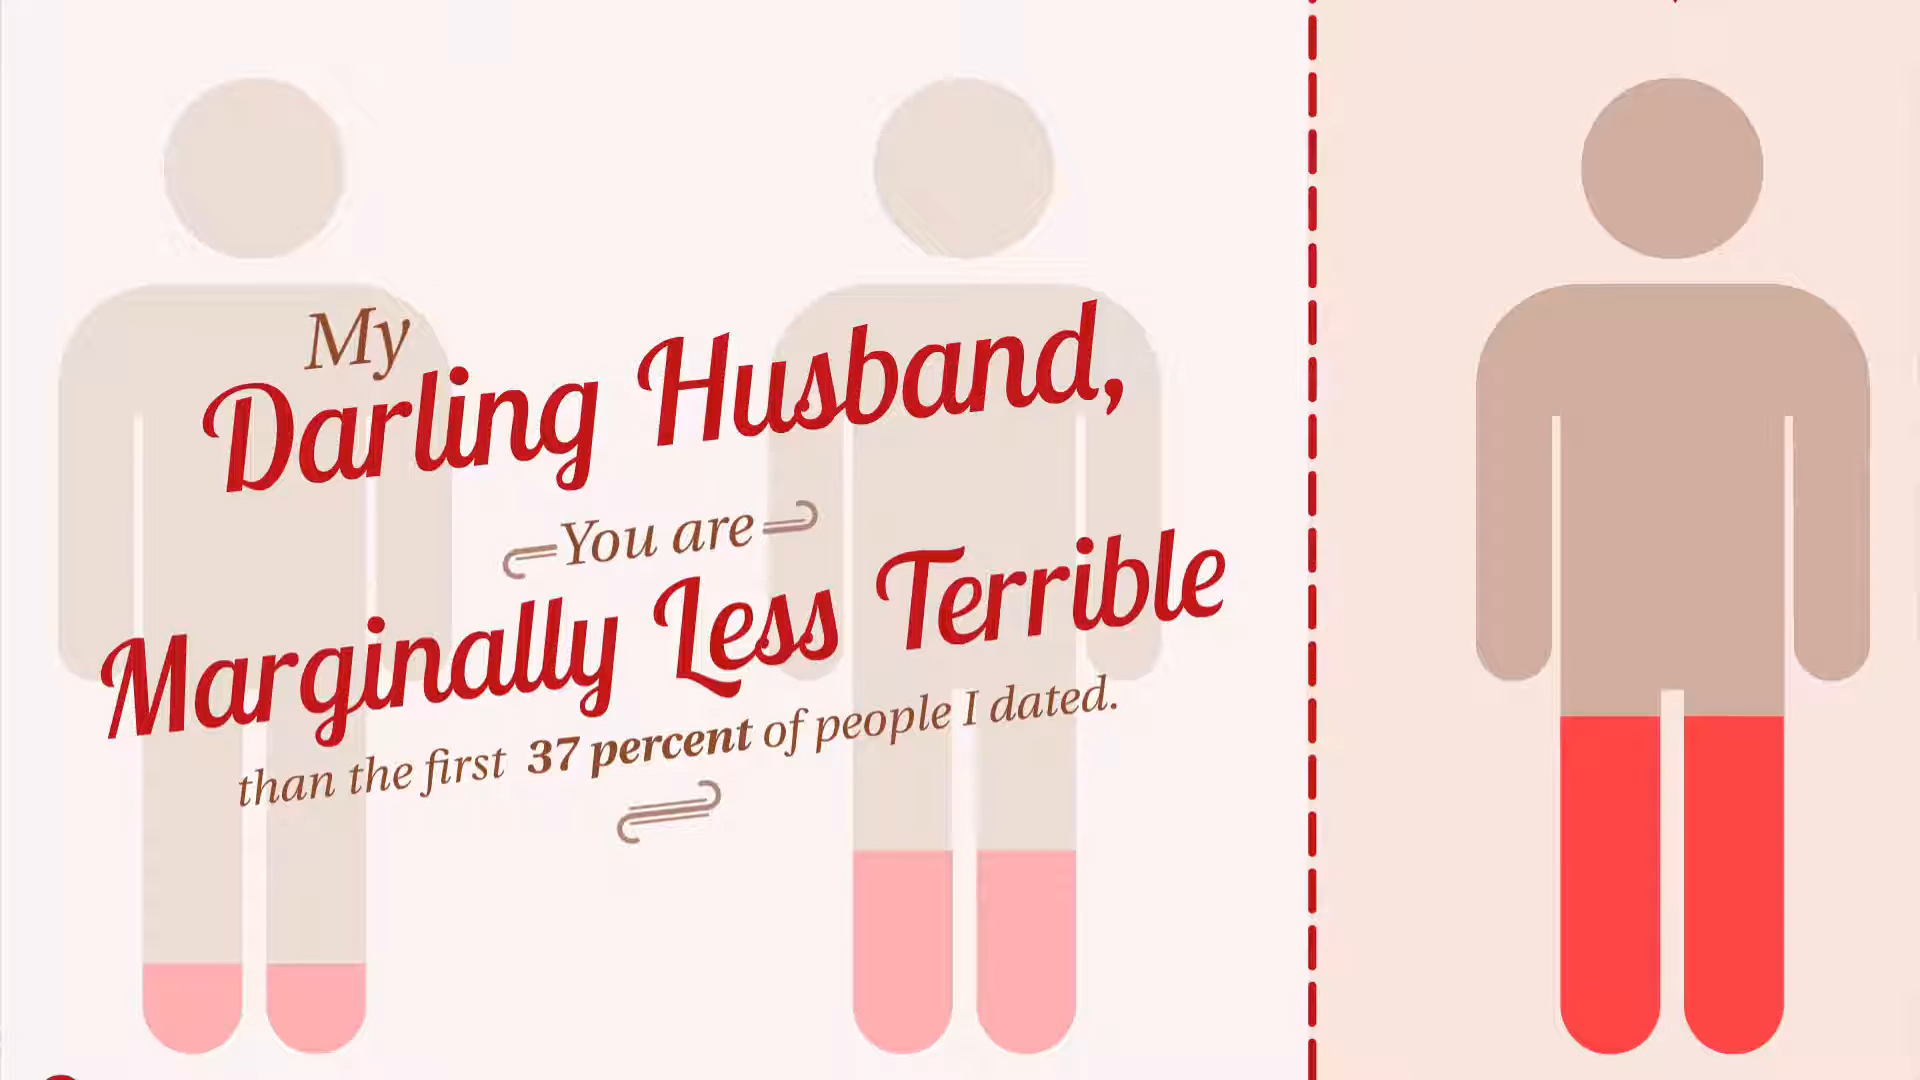 My
Darling Husband,
You are
Marginally Less Terrible
than the first 37 percent of people I dated.